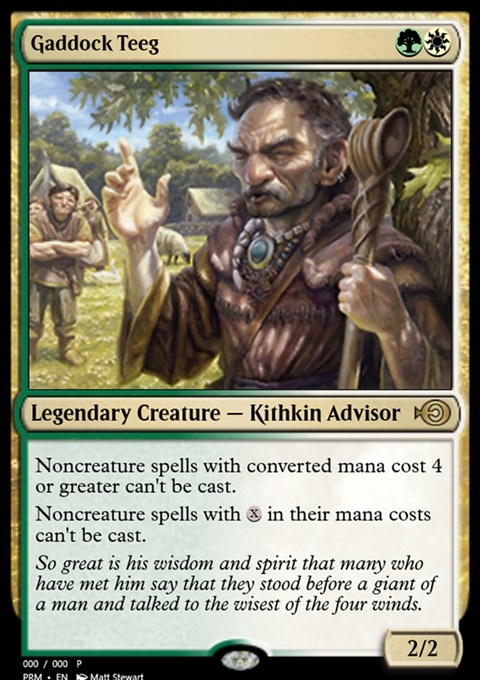 Gaddock Teeg
Legendary Creature — Kithkin Advisor
Noncreature spells with converted mana cost 4
or greater can't be cast.
Noncreature spells with X in their mana costs
can't be cast.
So great is his wisdom and spirit that many who
have met him say that they stood before a giant of
a man and talked to the wisest of the four winds.
2/2
000 / 000 P
PRM • EN Matt Stewart